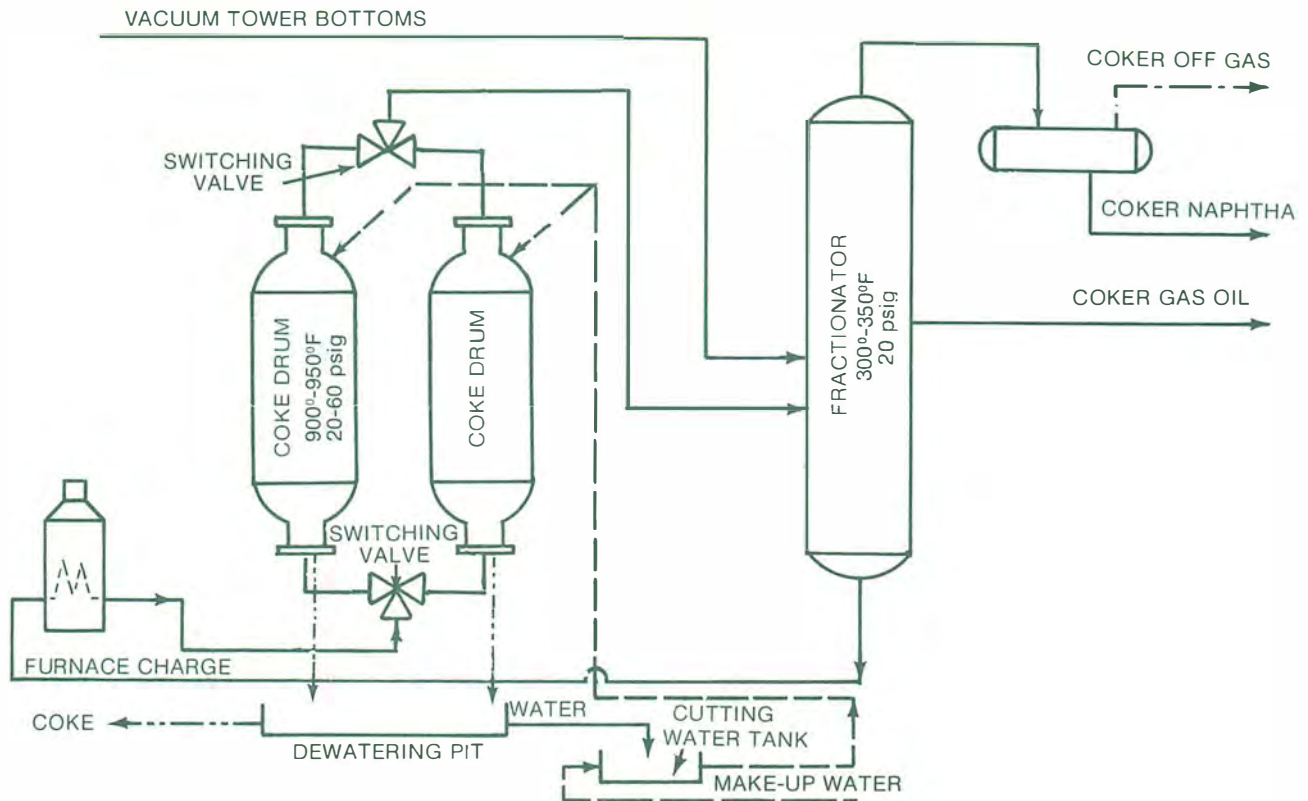 VACUUM TOWER BOTTOMS
COKER OFF GAS
SWITCHING
VALVE
COKER NAPHTHA
COKER GAS OIL
COKE DRUM
900°-950°F
20-60 psig
COKE DRUM
FRACTIONATOR
300°-350°F
20 psig
SWITCHING
VALVE
FURNACE CHARGE
COKE
WATER
CUTTING
WATER TANK
DEWATERING PIT
MAKE-UP WATER